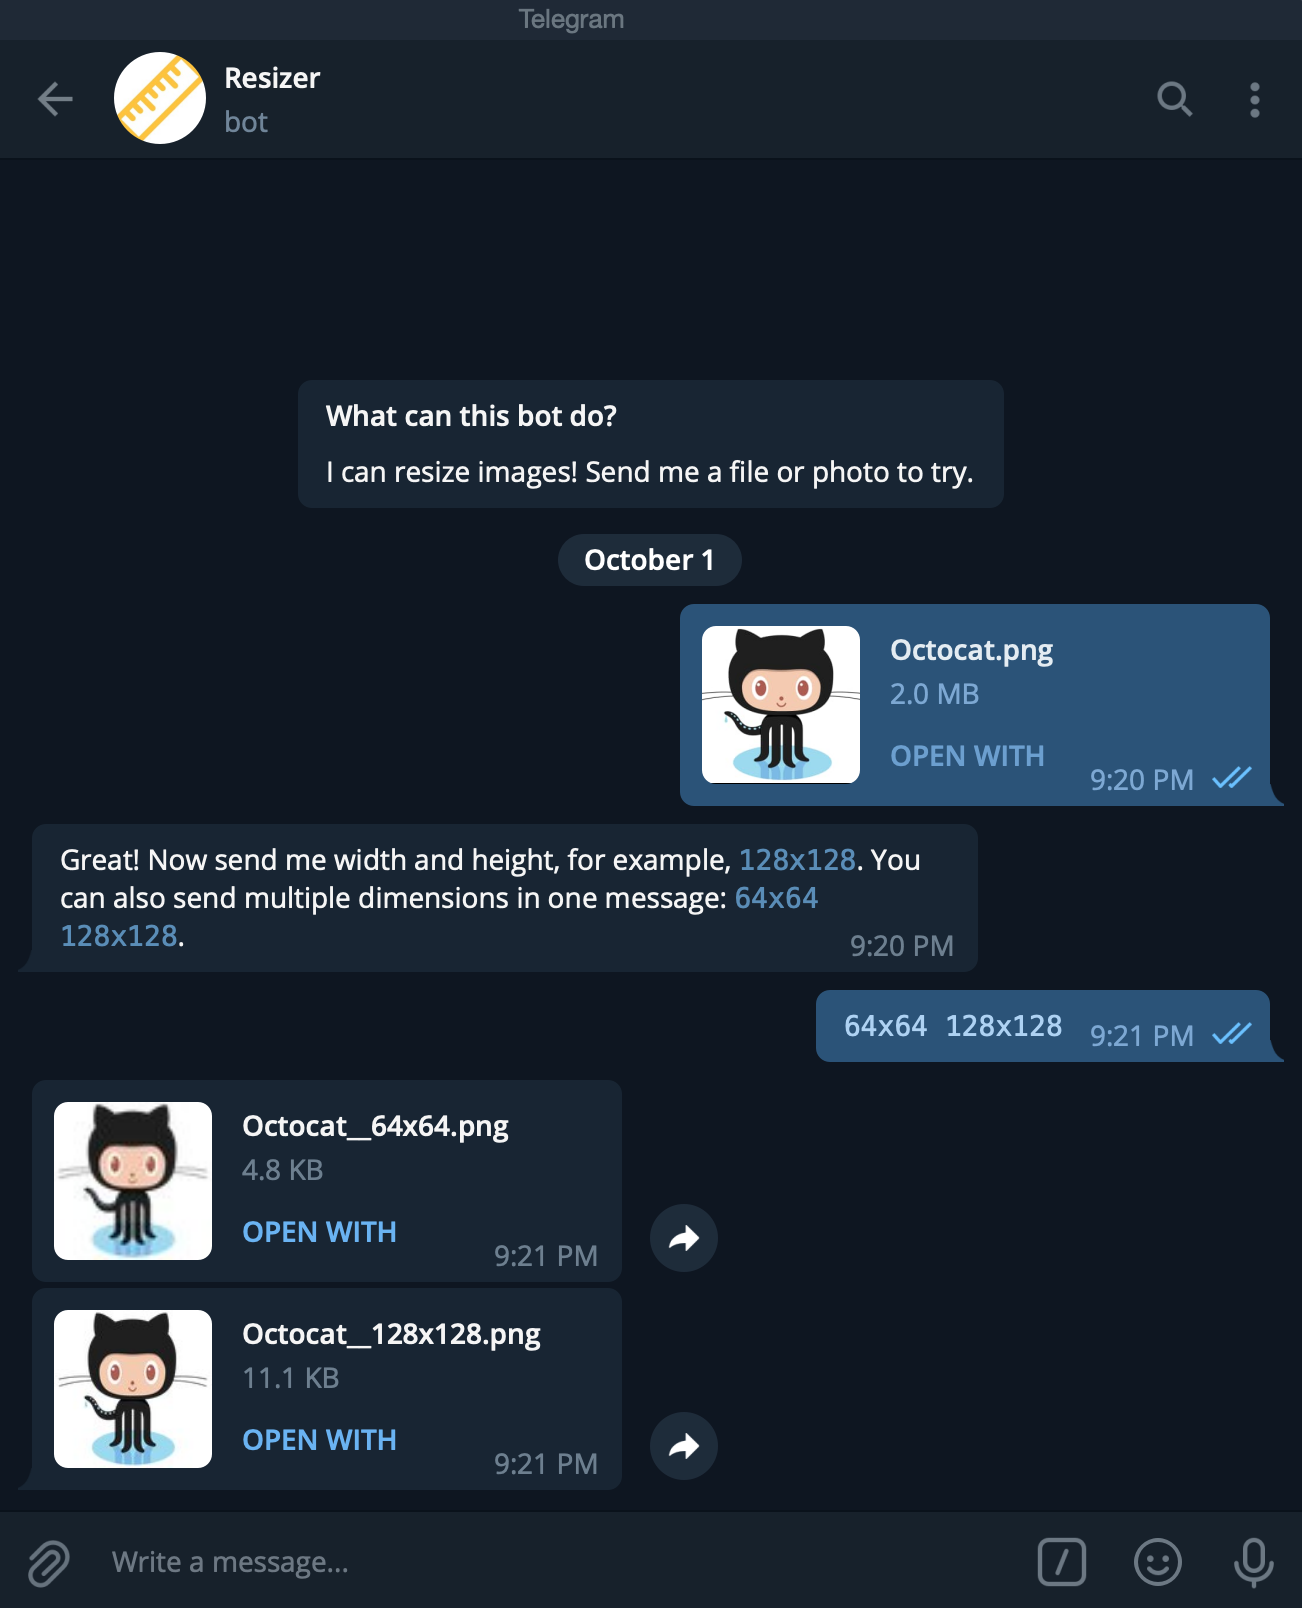 Telegram
Resizer
bot
What can this bot do?
I can resize images! Send me a file or photo to try.
October 1
Octocat.png
2.0 MB
OPEN WITH
9:20 PM
Great! Now send me width and height, for example, 128x128. You
can also send multiple dimensions in one message: 64x64
128x128.
9:20 PM
64x64 128x128
9:21 PM
Octocat__64x64.png
4.8 KB
OPEN WITH
9:21 PM
Octocat__128x128.png
11.1 KB
OPEN WITH
9:21 PM
Write a message...